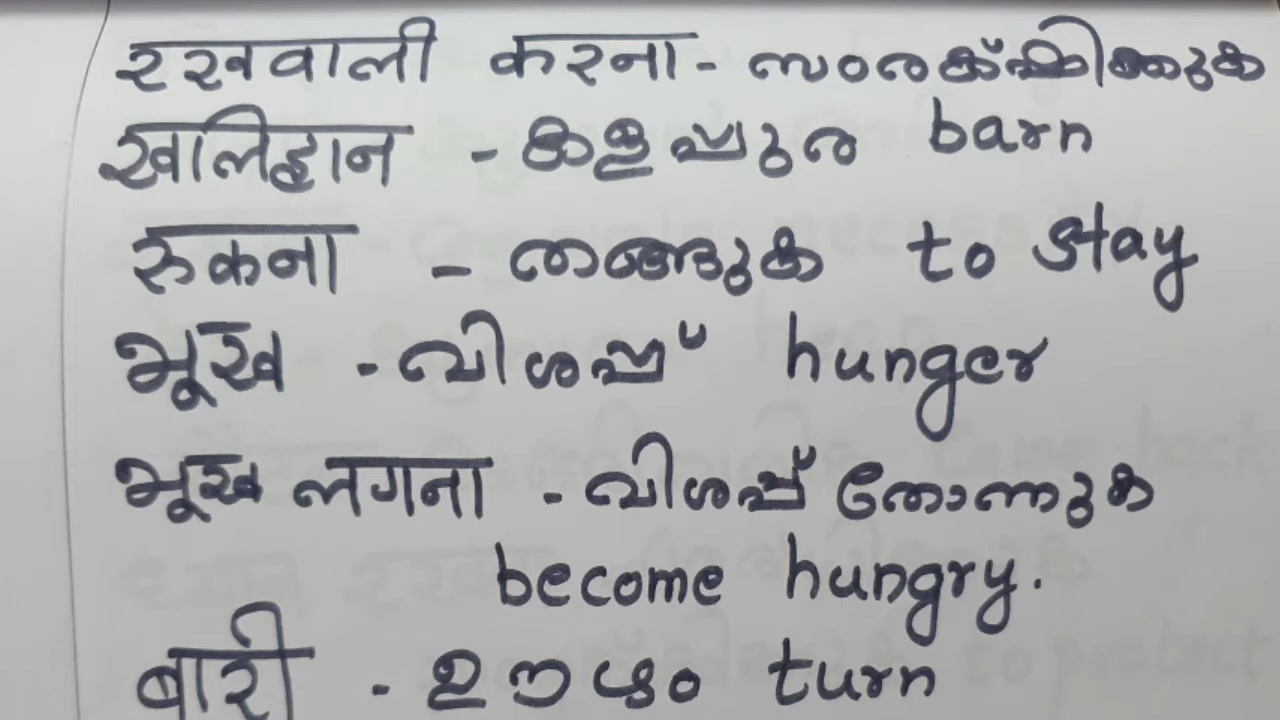 रखवाली करना - സംരക്ഷിക്കുക
खलिहान - കളപ്പുര barn
रुकना - തങ്ങുക to stay
भूख - വിശപ്പ് hunger
भूख लगना - വിശപ്പ് തോന്നുക
become hungry.
बारी - ഊഴം turn